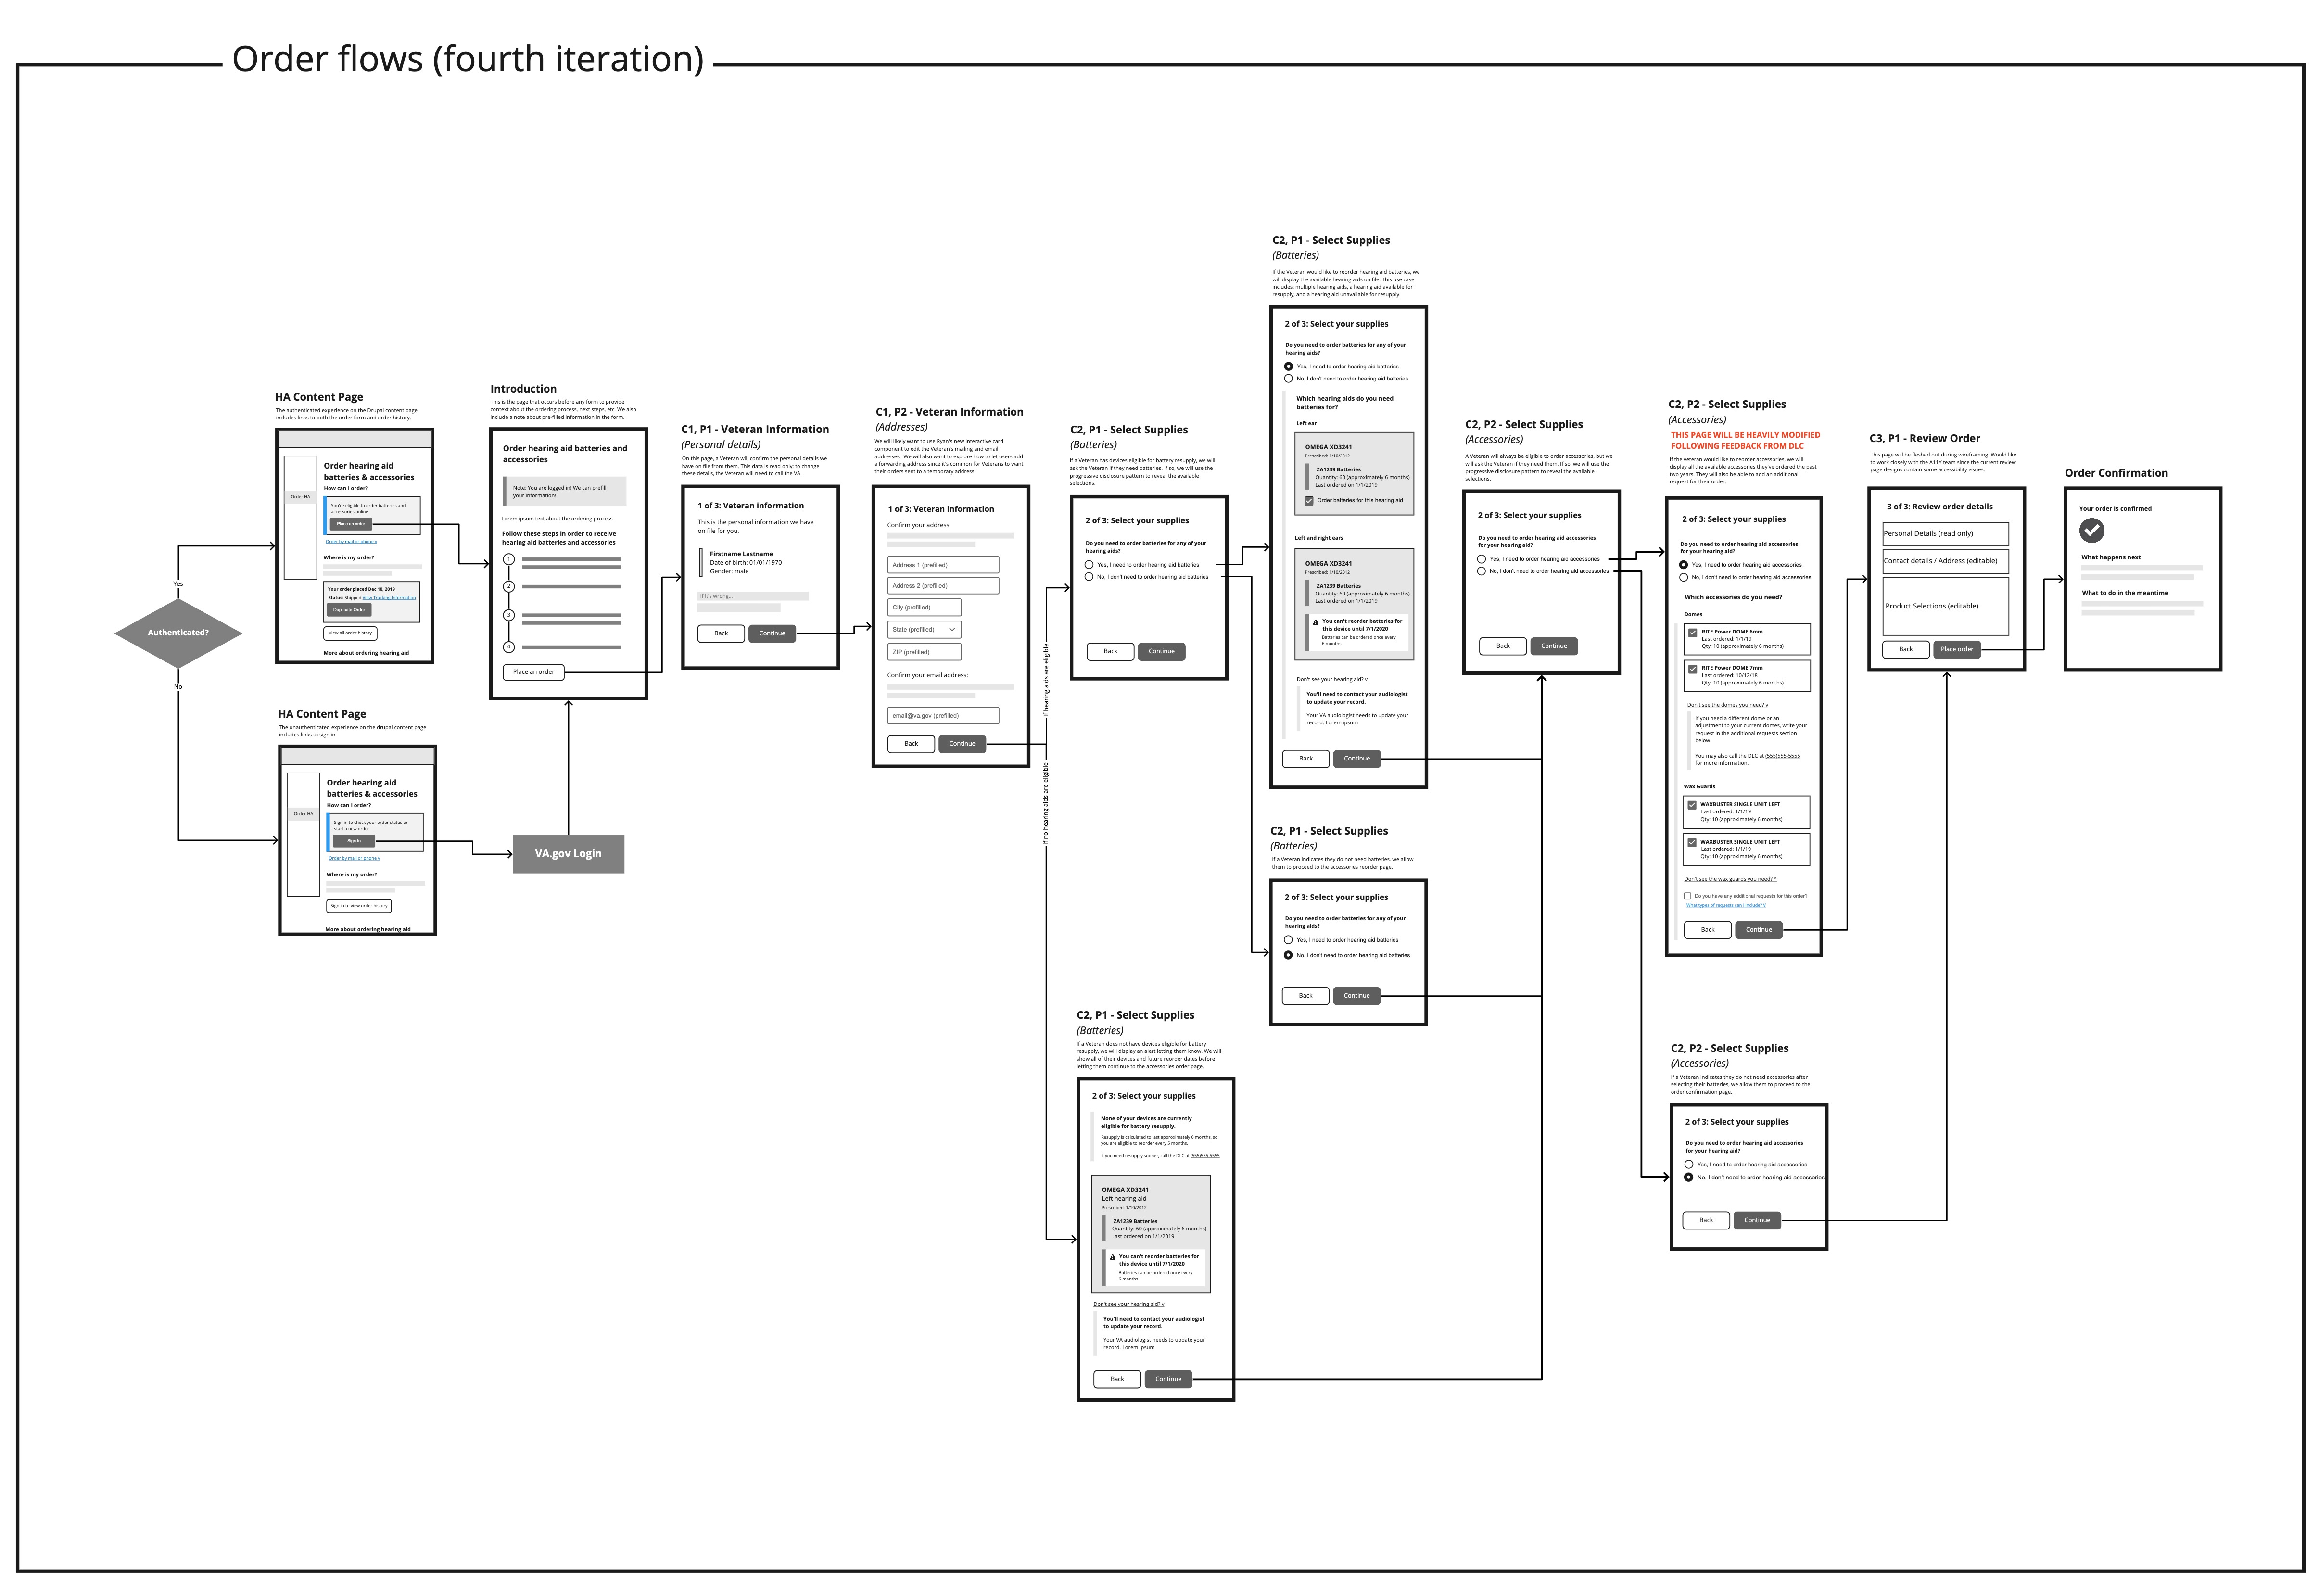 Order flows (fourth iteration)
Authenticated?
Yes
No
HA Content Page
The authenticated experience on the Drupal content page
includes links to both the order form and order history.
Order HA
Order hearing aid
batteries & accessories
How can I order?
You're eligible to order batteries and
accessories online
Place an order
Order by mail or phone v
Where is my order?
Your order placed Dec 10, 2019
Status: Shipped View Tracking Information
Duplicate Order
View all order history
More about ordering hearing aid
HA Content Page
The unauthenticated experience on the drupal content page
includes links to sign in
Order HA
Order hearing aid
batteries & accessories
How can I order?
Sign in to check your order status or
start a new order
Sign in
Order by mail or phone v
Where is my order?
Sign in to view order history
More about ordering hearing aid
VA.gov Login
Introduction
This is the page that occurs before any form to provide
context about the ordering process, next steps, etc. We also
include a note about pre-filled information in the form.
Order hearing aid batteries and
accessories
Note: You are logged in! We can prefill
your information!
Lorem ipsum text about the ordering process
Follow these steps in order to receive
hearing aid batteries and accessories
1
2
3
4
Place an order
C1, P1 - Veteran Information
(Personal details)
On this page, a Veteran will confirm the personal details we
have on file from them. This data is read only; to change
these details, the Veteran will need to call the VA.
1 of 3: Veteran information
This is the personal information we have
on file for you.
Firstname Lastname
Date of birth: 01/01/1970
Gender: male
If it's wrong...
Back
Continue
C1, P2 - Veteran Information
(Addresses)
We will likely want to use Ryan's new interactive card
component to edit the Veteran's mailing and email
addresses. We will also want to explore how to let users add
a forwarding address since it's common for Veterans to want
their orders sent to a temporary address
1 of 3: Veteran information
Confirm your address:
Address 1 (prefilled)
Address 2 (prefilled)
City (prefilled)
State (prefilled)
ZIP (prefilled)
Confirm your email address:
email@va.gov (prefilled)
Back
Continue
If hearing aids are eligible
If no hearing aids are eligible
C2, P1 - Select Supplies
(Batteries)
If a Veteran has devices eligible for battery resupply, we will
ask the Veteran if they need batteries. If so, we will use the
progressive disclosure pattern to reveal the available
selections.
2 of 3: Select your supplies
Do you need to order batteries for any of your
hearing aids?
Yes, I need to order hearing aid batteries
No, I don't need to order hearing aid batteries
Back
Continue
C2, P1 - Select Supplies
(Batteries)
If a Veteran does not have devices eligible for battery
resupply, we will display an alert letting them know. We will
show all of their devices and future reorder dates before
letting them continue to the accessories order page.
2 of 3: Select your supplies
None of your devices are currently
eligible for battery resupply.
Resupply is calculated to last approximately 6 months, so
you are eligible to reorder every 5 months.
If you need resupply sooner, call the DLC at (555)555-5555
OMEGA XD3241
Left hearing aid
Prescribed: 1/10/2012
ZA1239 Batteries
Quantity: 60 (approximately 6 months)
Last ordered on 1/1/2019
You can't reorder batteries for
this device until 7/1/2020
Batteries can be ordered once every
6 months.
Don't see your hearing aid? v
You'll need to contact your audiologist
to update your record.
Your VA audiologist needs to update your
record. Lorem ipsum
Back
Continue
C2, P1 - Select Supplies
(Batteries)
If the Veteran would like to reorder hearing aid batteries, we
will display the available hearing aids on file. This use case
includes: multiple hearing aids, a hearing aid available for
resupply, and a hearing aid unavailable for resupply.
2 of 3: Select your supplies
Do you need to order batteries for any of your
hearing aids?
Yes, I need to order hearing aid batteries
No, I don't need to order hearing aid batteries
Which hearing aids do you need
batteries for?
Left ear
OMEGA XD3241
Prescribed: 1/10/2012
ZA1239 Batteries
Quantity: 60 (approximately 6 months)
Last ordered on 1/1/2019
Order batteries for this hearing aid
Left and right ears
OMEGA XD3241
Prescribed: 1/10/2012
ZA1239 Batteries
Quantity: 60 (approximately 6 months)
Last ordered on 1/1/2019
You can't reorder batteries for
this device until 7/1/2020
Batteries can be ordered once every
6 months.
Don't see your hearing aid? v
You'll need to contact your audiologist
to update your record.
Your VA audiologist needs to update your
record. Lorem ipsum
Back
Continue
C2, P1 - Select Supplies
(Batteries)
If a Veteran indicates they do not need batteries, we allow
them to proceed to the accessories reorder page.
2 of 3: Select your supplies
Do you need to order batteries for any of your
hearing aids?
Yes, I need to order hearing aid batteries
No, I don't need to order hearing aid batteries
Back
Continue
C2, P2 - Select Supplies
(Accessories)
A Veteran will always be eligible to order accessories, but we
will ask the Veteran if they need them. If so, we will use the
progressive disclosure pattern to reveal the available
selections.
2 of 3: Select your supplies
Do you need to order hearing aid accessories
for your hearing aid?
Yes, I need to order hearing aid accessories
No, I don't need to order hearing aid accessories
Back
Continue
C2, P2 - Select Supplies
(Accessories)
THIS PAGE WILL BE HEAVILY MODIFIED
FOLLOWING FEEDBACK FROM DLC
If the veteran would like to reorder accessories, we will
display all the available accessories they've ordered the past
two years. They will also be able to add an additional
request for their order.
2 of 3: Select your supplies
Do you need to order hearing aid accessories
for your hearing aid?
Yes, I need to order hearing aid accessories
No, I don't need to order hearing aid accessories
Which accessories do you need?
Domes
RITE Power DOME 6mm
Last ordered: 1/1/19
Qty: 10 (approximately 6 months)
RITE Power DOME 7mm
Last ordered: 10/12/18
Qty: 10 (approximately 6 months)
Don't see the domes you need? v
If you need a different dome or an
adjustment to your current domes, write your
request in the additional requests section
below.
You may also call the DLC at (555)555-5555
for more information.
Wax Guards
WAXBUSTER SINGLE UNIT LEFT
Last ordered: 1/1/19
Qty: 10 (approximately 6 months)
WAXBUSTER SINGLE UNIT LEFT
Last ordered: 1/1/19
Qty: 10 (approximately 6 months)
Don't see the wax guards you need? ^
Do you have any additional requests for this order?
What types of requests can I include? V
Back
Continue
C2, P2 - Select Supplies
(Accessories)
If a Veteran indicates they do not need accessories after
selecting their batteries, we allow them to proceed to the
order confirmation page.
2 of 3: Select your supplies
Do you need to order hearing aid accessories
for your hearing aid?
Yes, I need to order hearing aid accessories
No, I don't need to order hearing aid accessories
Back
Continue
C3, P1 - Review Order
This page will be fleshed out during wireframing. Would like
to work closely with the A11Y team since the current review
page designs contain some accessibility issues.
3 of 3: Review order details
Personal Details (read only)
Contact details / Address (editable)
Product Selections (editable)
Back
Place order
Order Confirmation
Your order is confirmed
What happens next
What to do in the meantime